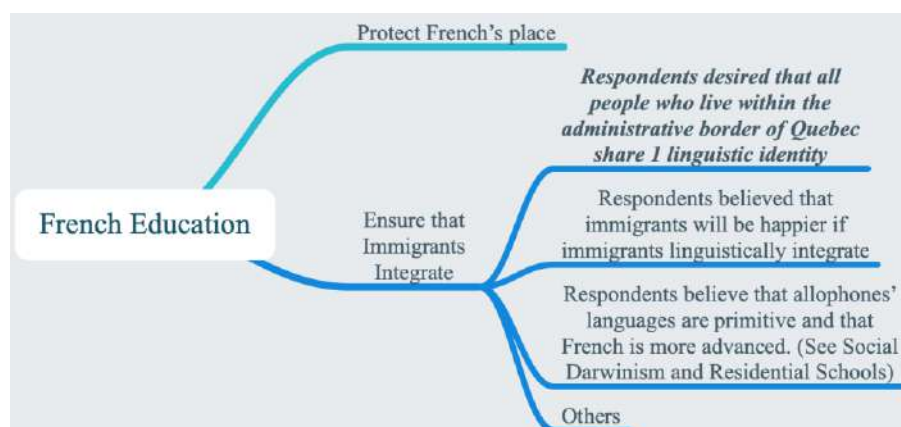 Protect French's place
Respondents desired that all
people who live within the
administrative border of Quebec
share 1 linguistic identity
French Education
Ensure that
Immigrants
Integrate
Respondents believed that
immigrants will be happier if
immigrants linguistically integrate
Respondents believe that allophones'
languages are primitive and that
French is more advanced. (See Social
Darwinism and Residential Schools)
Others